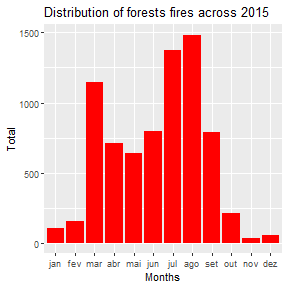 Distribution of forests fires across 2015
Total
1500
1000
500
0
jan fev mar abr mai jun jul ago set out nov dez
Months